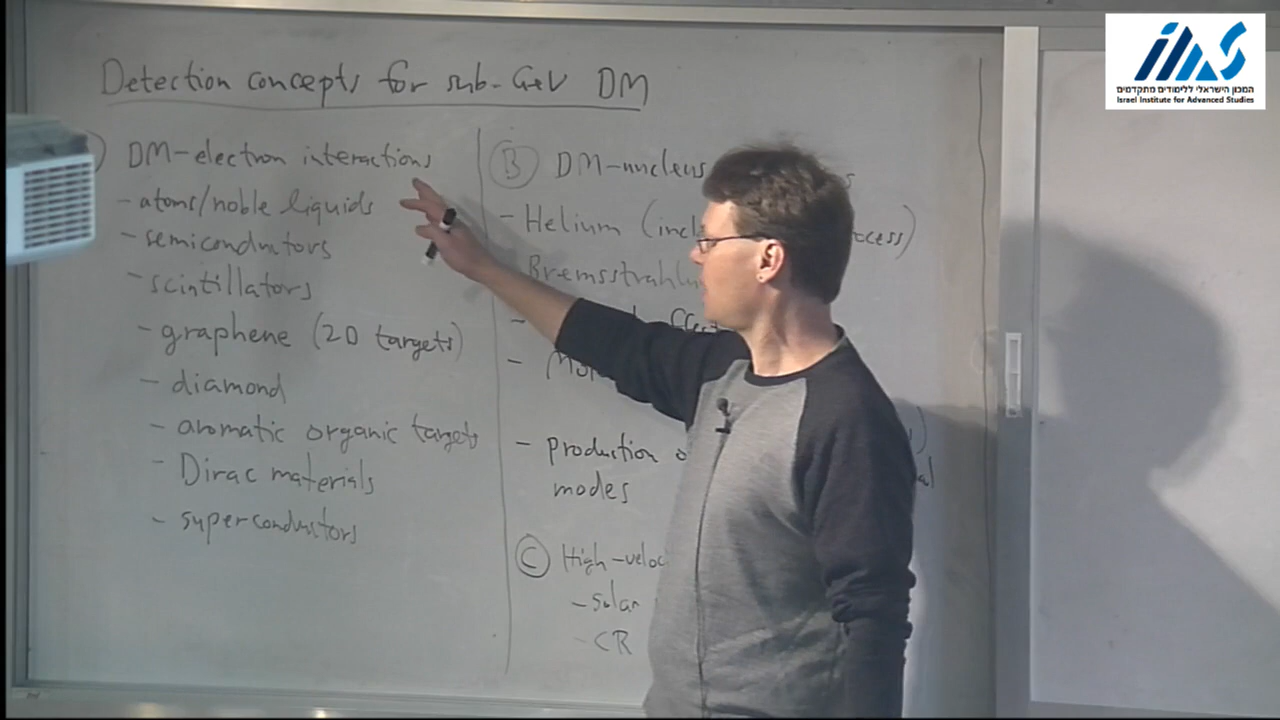 Detection concepts for sub-GeV DM
) DM-electron interactions
- atoms/noble liquids
- semiconductors
- scintillators
- graphene (2D targets)
- diamond
- aromatic organic targets
- Dirac materials
- superconductors
B DM-nucleus
- Helium (incl ocess)
- Bremsstrahlu
-
-
- production o
modes
C High-veloc
- Solar
- CR
המכון הישראלי ללימודים מתקדמים
Israel Institute for Advanced Studies